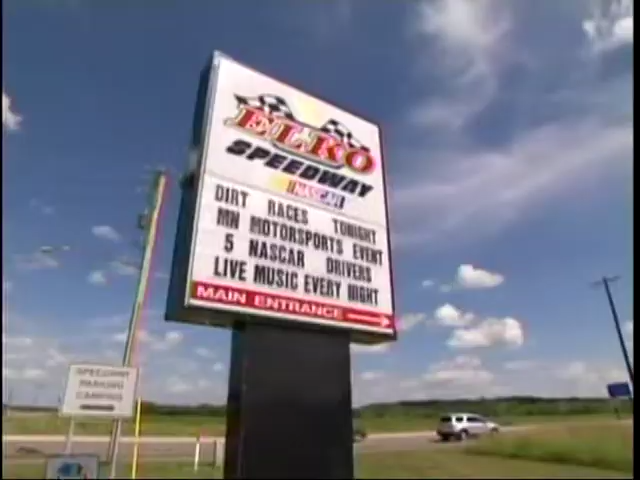 ELKO
SPEEDWAY
NASCAR
DIRT RACES TONIGHT
MN MOTORSPORTS EVENT
5 NASCAR DRIVERS
LIVE MUSIC EVERY NIGHT
MAIN ENTRANCE
SPEEDWAY
PARKING
CAMPING